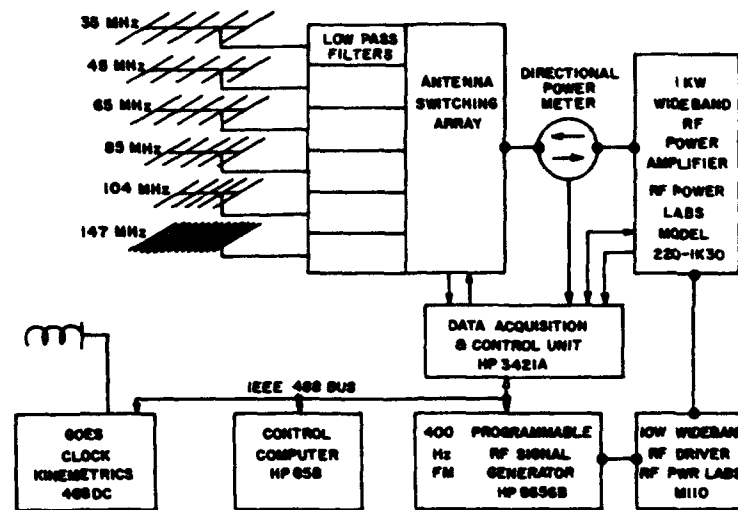 35 MHz
45 MHz
65 MHz
85 MHz
104 MHz
147 MHz
LOW PASS
FILTERS
ANTENNA
SWITCHING
ARRAY
DIRECTIONAL
POWER
METER
1 KW
WIDEBAND
RF
POWER
AMPLIFIER
RF POWER
LABS
MODEL
220-1K30
DATA ACQUISITION
& CONTROL UNIT
HP 3421A
IEEE 488 BUS
GOES
CLOCK
KINEMETRICS
468DC
CONTROL
COMPUTER
HP 85B
400
Hz
FM
PROGRAMMABLE
RF SIGNAL
GENERATOR
HP 8656B
10W WIDEBAND
RF DRIVER
RF PWR LABS
M110